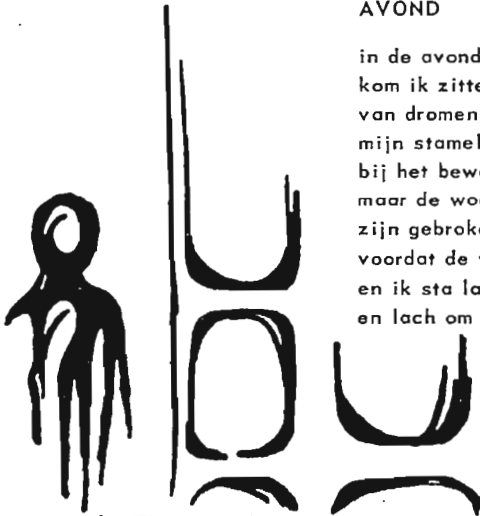 AVOND
in de avond
kom ik zitte
van dromen
mijn stamel
bij het bew
maar de wo
zijn gebroke
voordat de
en ik sta la
en lach om